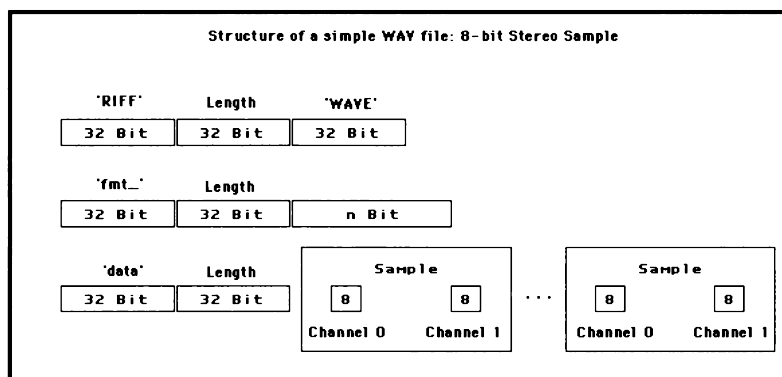 Structure of a simple WAV file: 8-bit Stereo Sample
'RIFF' Length 'WAVE'
32 Bit 32 Bit 32 Bit
'fmt_' Length
32 Bit 32 Bit n Bit
'data' Length Sample ... Sample
32 Bit 32 Bit 8 8 8 8
Channel 0 Channel 1 Channel 0 Channel 1